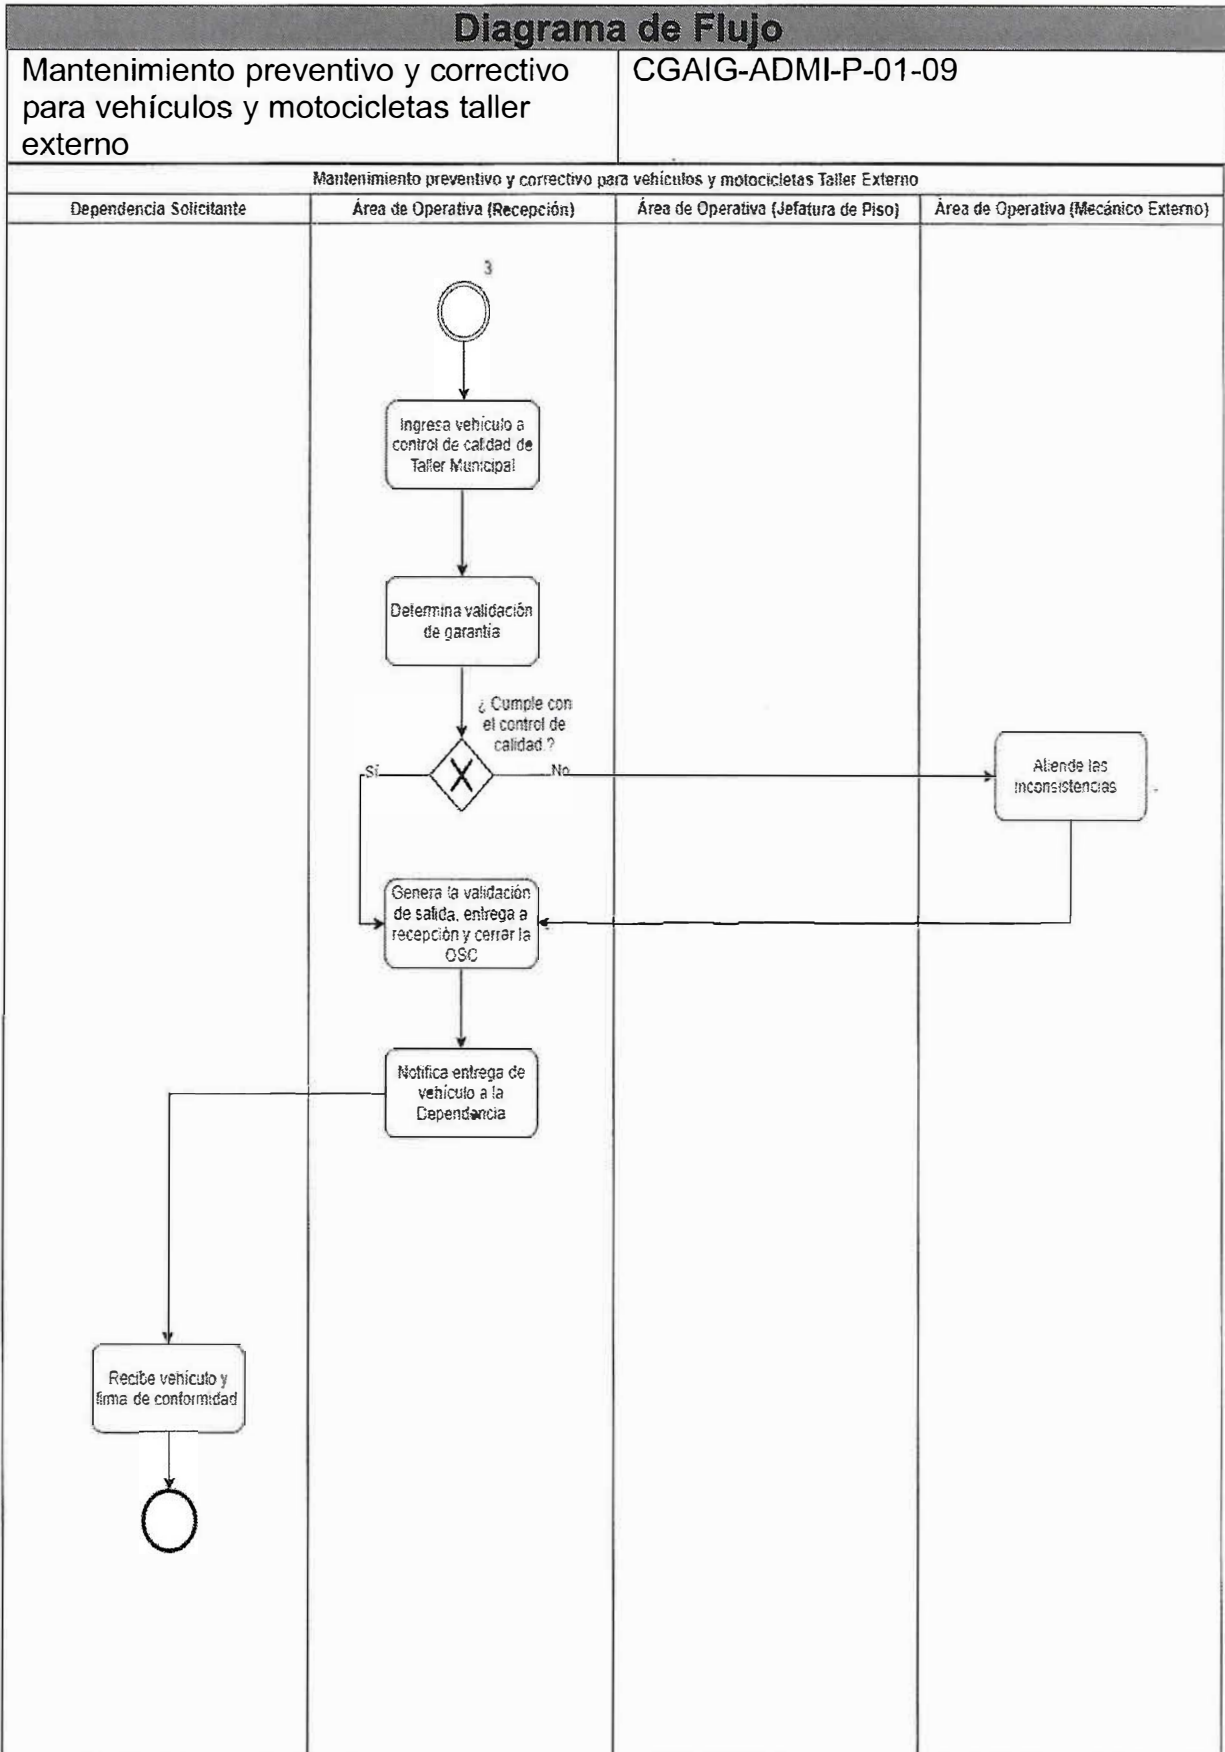 Diagrama de Flujo
Mantenimiento preventivo y correctivo
para vehículos y motocicletas taller
externo
CGAIG-ADMI-P-01-09
Mantenimiento preventivo y correctivo para vehículos y motocicletas Taller Externo
Dependencia Solicitante
Área de Operativa (Recepción)
Área de Operativa (Jefatura de Piso)
Área de Operativa (Mecánico Externo)
3
Ingresa vehículo a
control de calidad de
Taller Municipal
Determina validación
de garantía
¿ Cumple con
el control de
calidad ?
Sí
No
Atiende las
inconsistencias
Genera la validación
de salida, entrega a
recepción y cerrar la
OSC
Notifica entrega de
vehículo a la
Dependancia
Recibe vehículo y
firma de conformidad